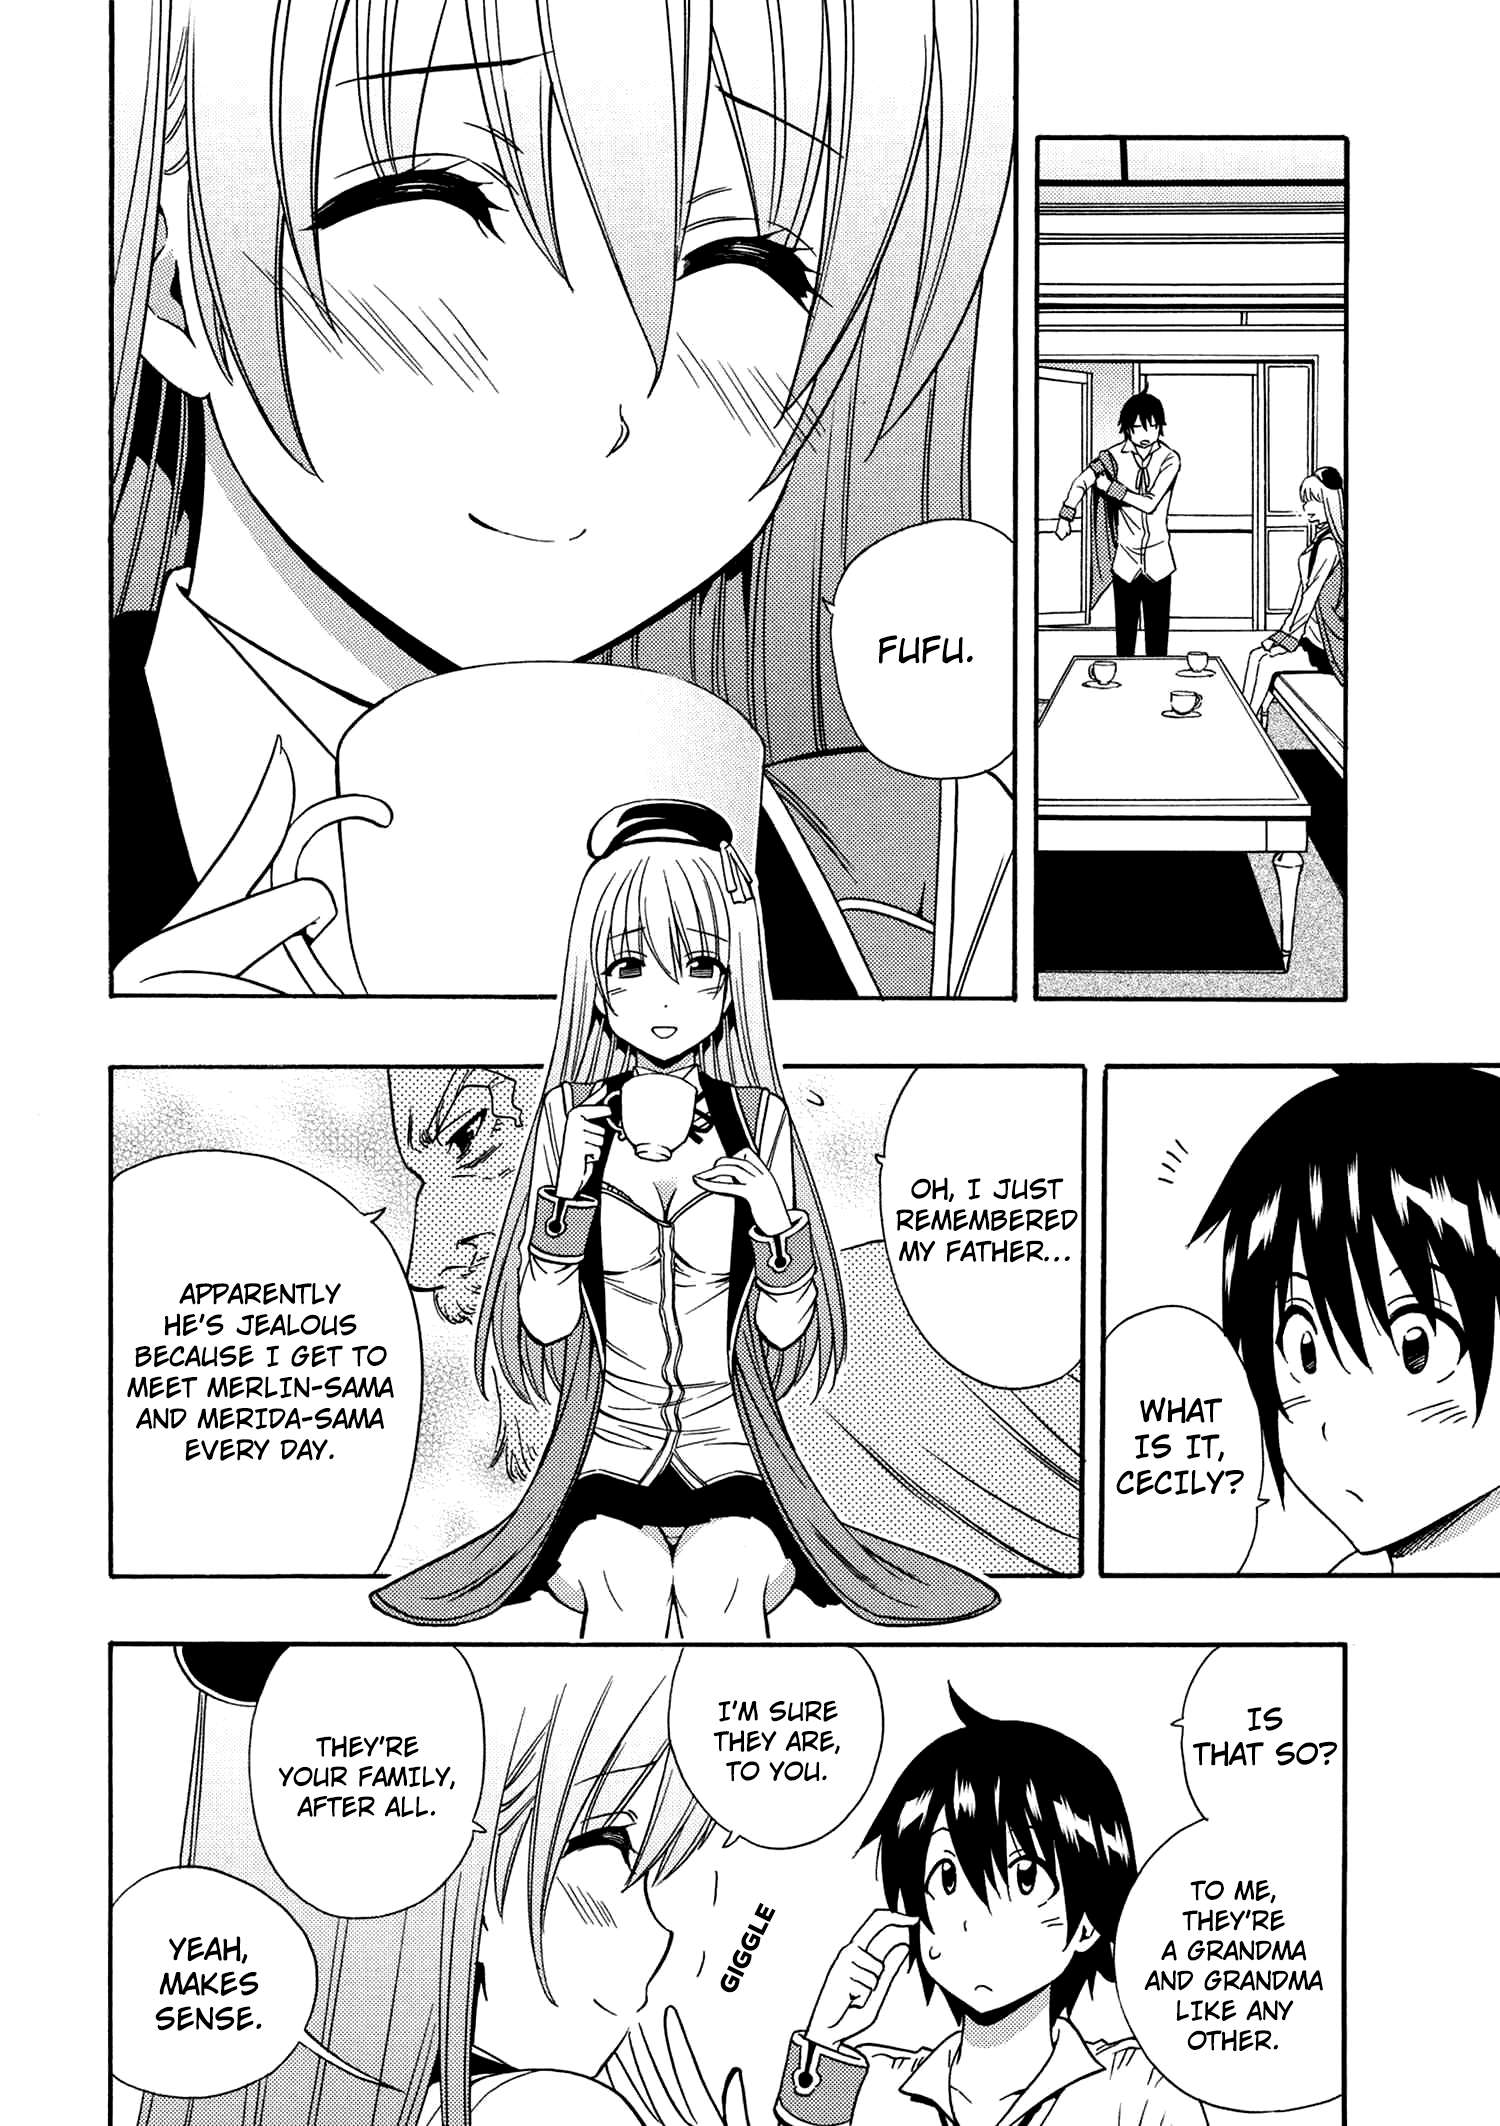 FUFU.
WHAT
IS IT,
CECILY?
OH, I JUST
REMEMBERED
MY FATHER...
APPARENTLY
HE'S JEALOUS
BECAUSE I GET TO
MEET MERLIN-SAMA
AND MERIDA-SAMA
EVERY DAY.
IS
THAT SO?
TO ME,
THEY'RE
A GRANDMA
AND GRANDMA
LIKE ANY
OTHER.
I'M SURE
THEY ARE,
TO YOU.
GIGGLE
THEY'RE
YOUR FAMILY,
AFTER ALL.
YEAH,
MAKES
SENSE.